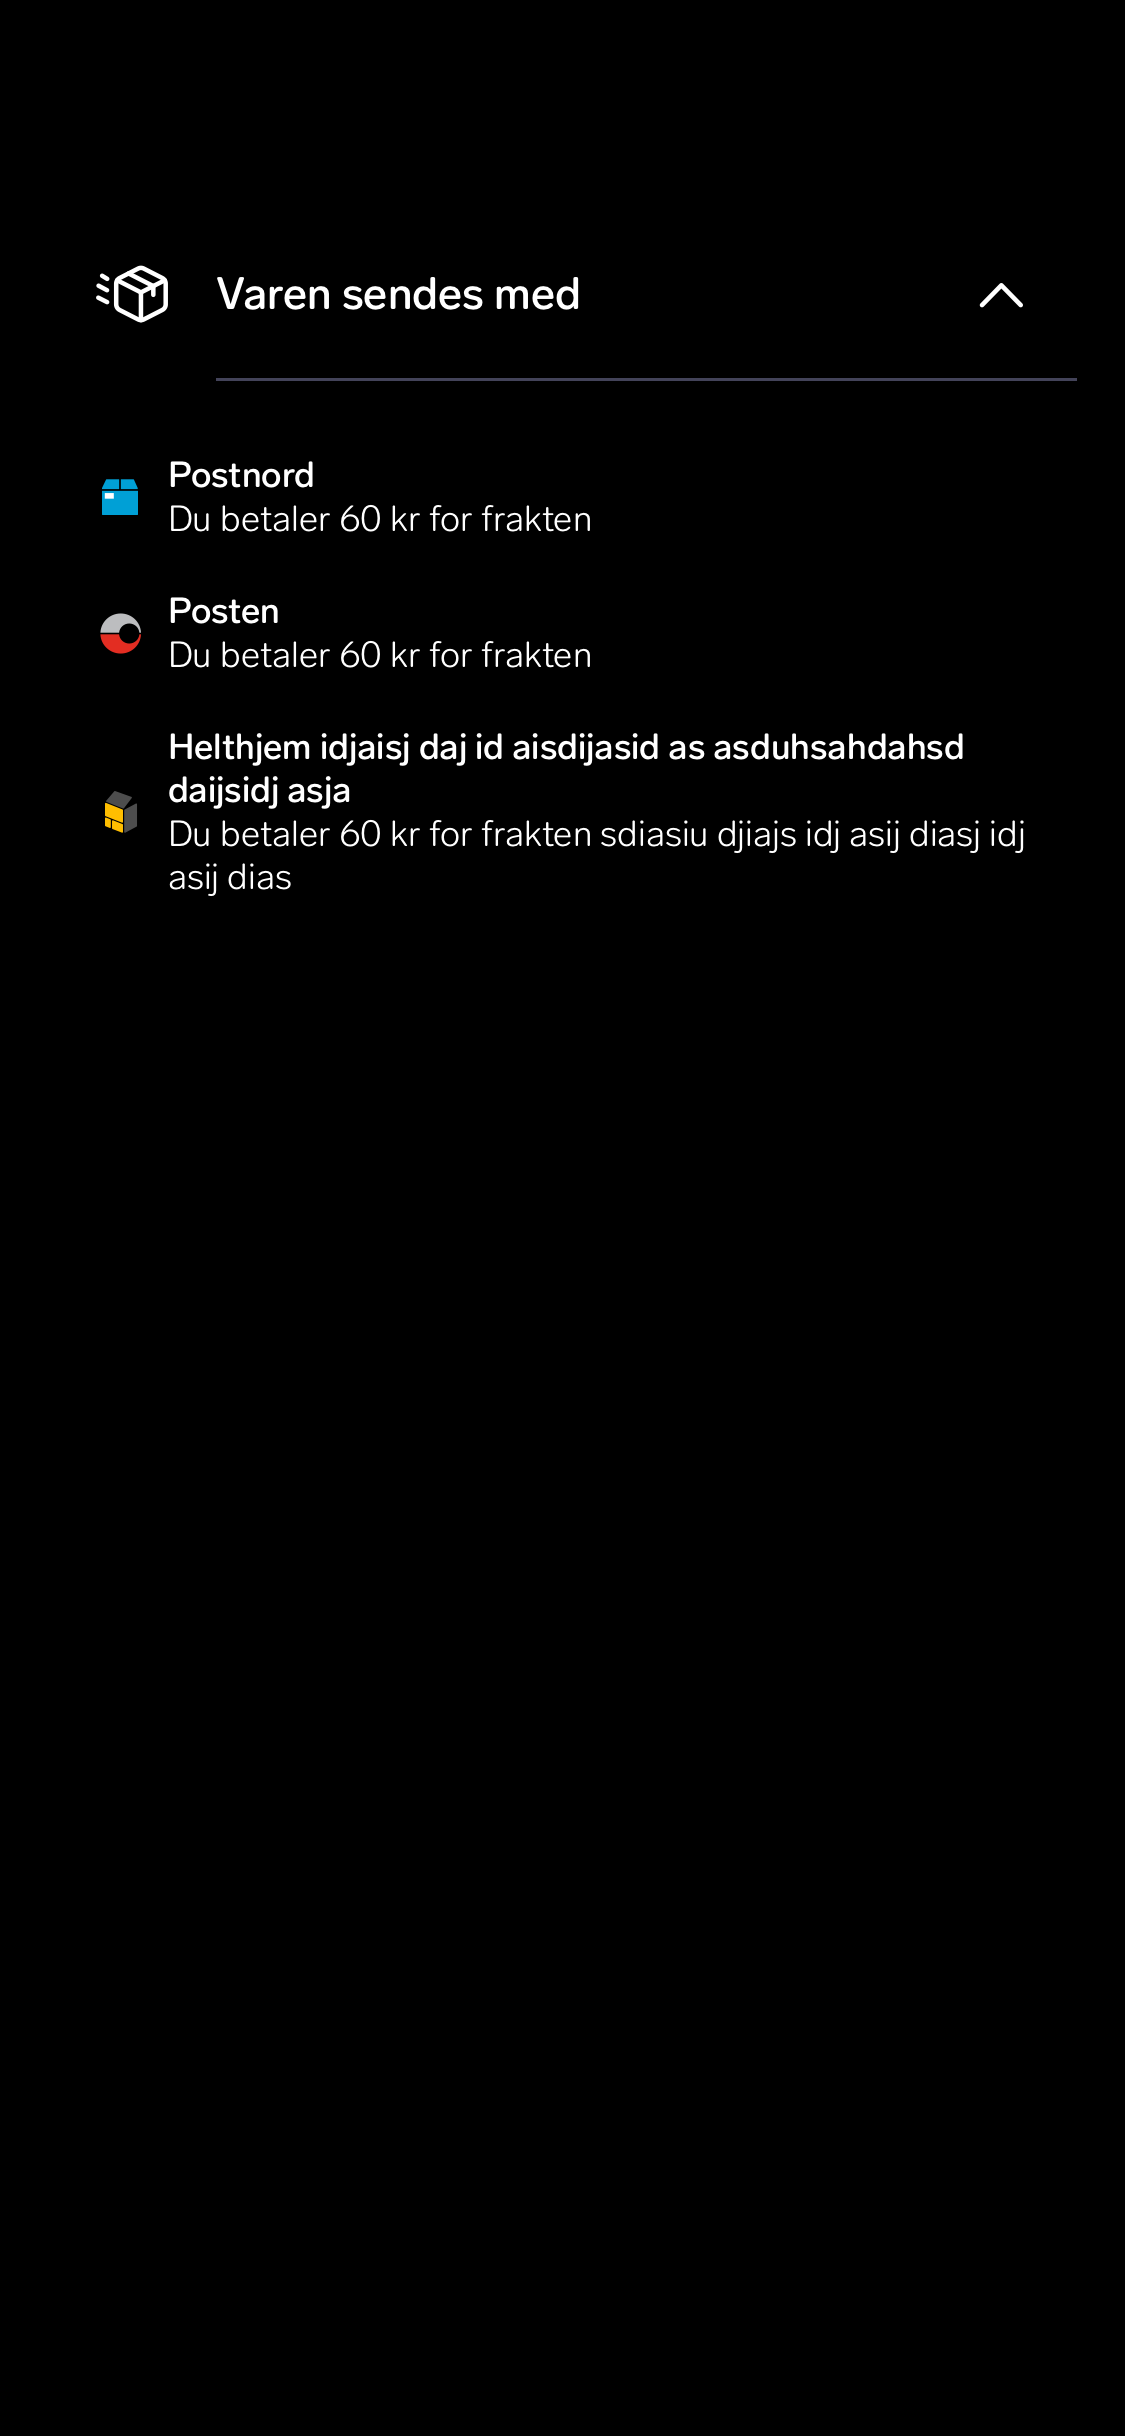 Varen sendes med
Postnord
Du betaler 60 kr for frakten
Posten
Du betaler 60 kr for frakten
Helthjem idjaisj daj id aisdijasid as asduhsahdahsd
daijsidj asja
Du betaler 60 kr for frakten sdiasiu djiajs idj asij diasj idj
asij dias